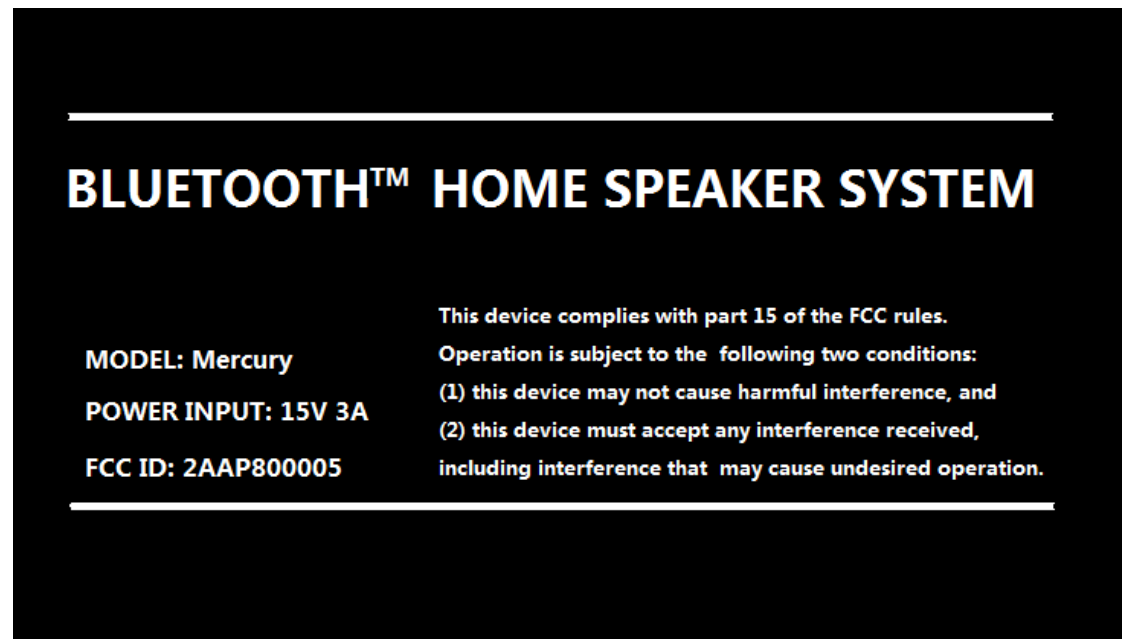 BLUETOOTH™ HOME SPEAKER SYSTEM
MODEL: Mercury
POWER INPUT: 15V 3A
FCC ID: 2AAP800005
This device complies with part 15 of the FCC rules.
Operation is subject to the following two conditions:
(1) this device may not cause harmful interference, and
(2) this device must accept any interference received,
including interference that may cause undesired operation.